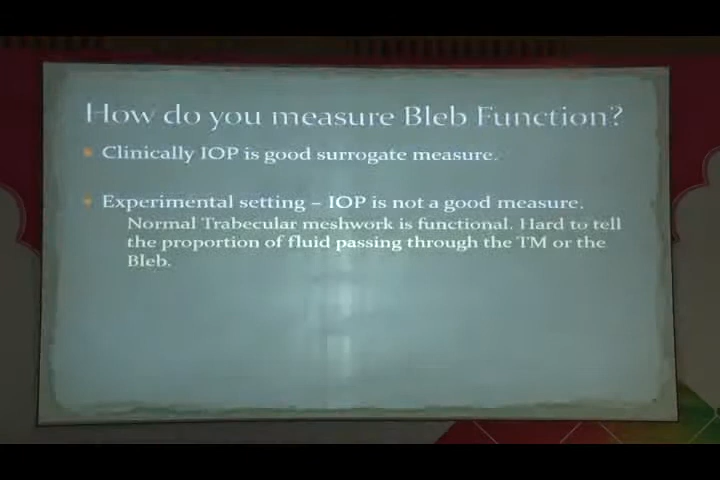 How do you measure Bleb Function?
Clinically IOP is good surrogate measure.
Experimental setting – IOP is not a good measure.
Normal Trabecular meshwork is functional. Hard to tell
the proportion of fluid passing through the TM or the
Bleb.